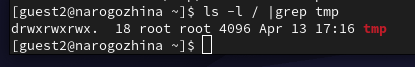 [guest2@narogozhina ~]$ ls -l / |grep tmp
drwxrwxrwx.  18 root root 4096 Apr 13 17:16 tmp
[guest2@narogozhina ~]$